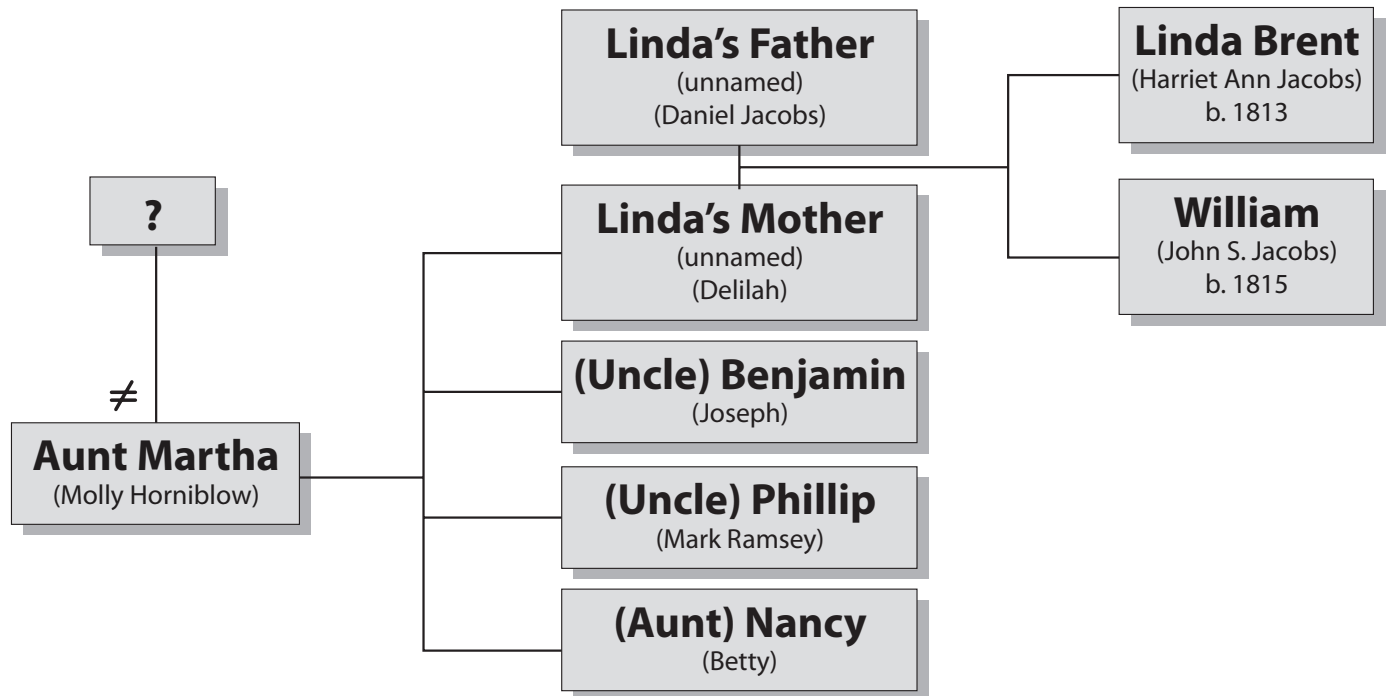 Linda’s Father
(unnamed)
(Daniel Jacobs)
Linda Brent
(Harriet Ann Jacobs)
b. 1813
?
Linda’s Mother
(unnamed)
(Delilah)
William
(John S. Jacobs)
b. 1815
(Uncle) Benjamin
(Joseph)
≠
Aunt Martha
(Molly Horniblow)
(Uncle) Phillip
(Mark Ramsey)
(Aunt) Nancy
(Betty)